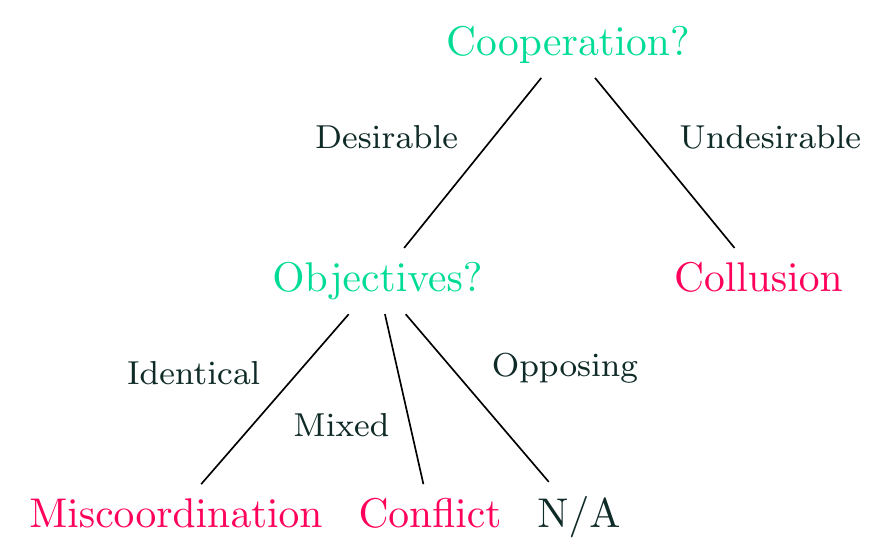 Cooperation?
Desirable
Undesirable
Objectives?
Collusion
Identical
Opposing
Mixed
Miscoordination
Conflict
N/A